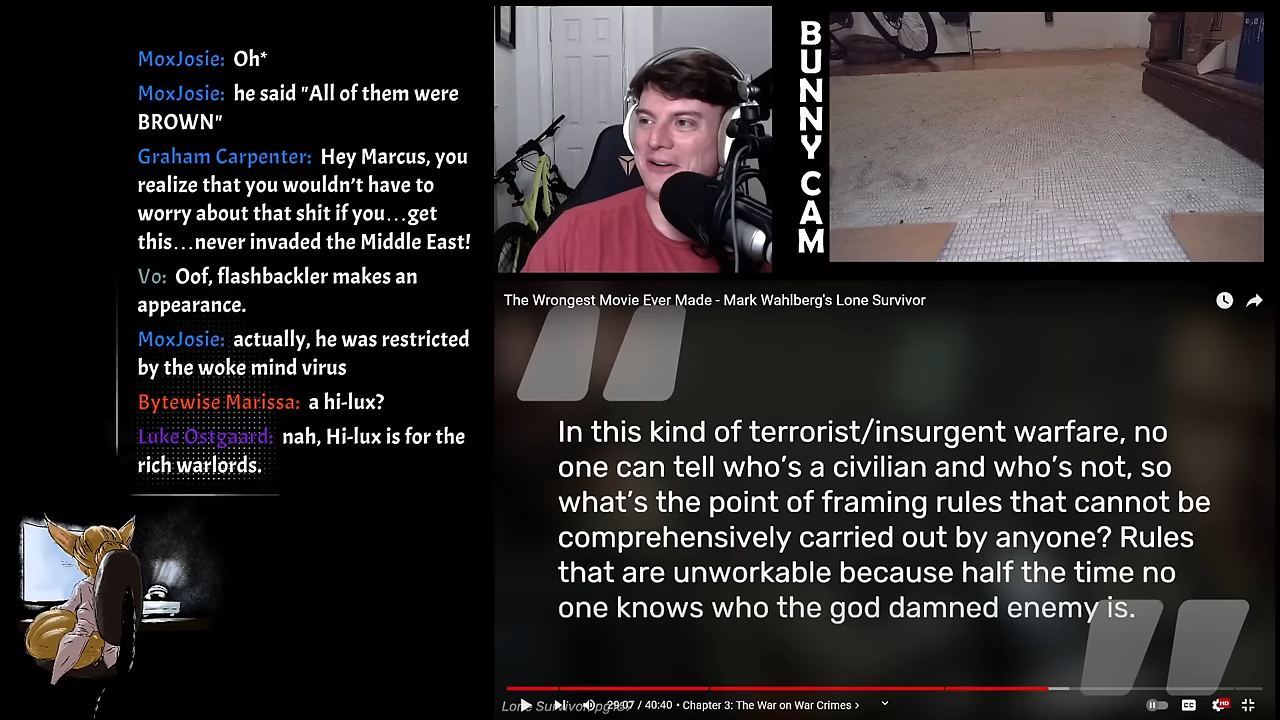 MoxJosie: Oh*
MoxJosie: he said "All of them were
BROWN"
Graham Carpenter: Hey Marcus, you
realize that you wouldn’t have to
worry about that shit if you…get
this…never invaded the Middle East!
Vo: Oof, flashbackler makes an
appearance.
MoxJosie: actually, he was restricted
by the woke mind virus
Bytewise Marissa: a hi-lux?
Luke Ostgaard: nah, Hi-lux is for the
rich warlords.
BUNNY CAM
The Wrongest Movie Ever Made - Mark Wahlberg's Lone Survivor
In this kind of terrorist/insurgent warfare, no
one can tell who’s a civilian and who’s not, so
what’s the point of framing rules that cannot be
comprehensively carried out by anyone? Rules
that are unworkable because half the time no
one knows who the god damned enemy is.
Lone Survivor
29:07 / 40:40 • Chapter 3: The War on War Crimes ›
CC
HD